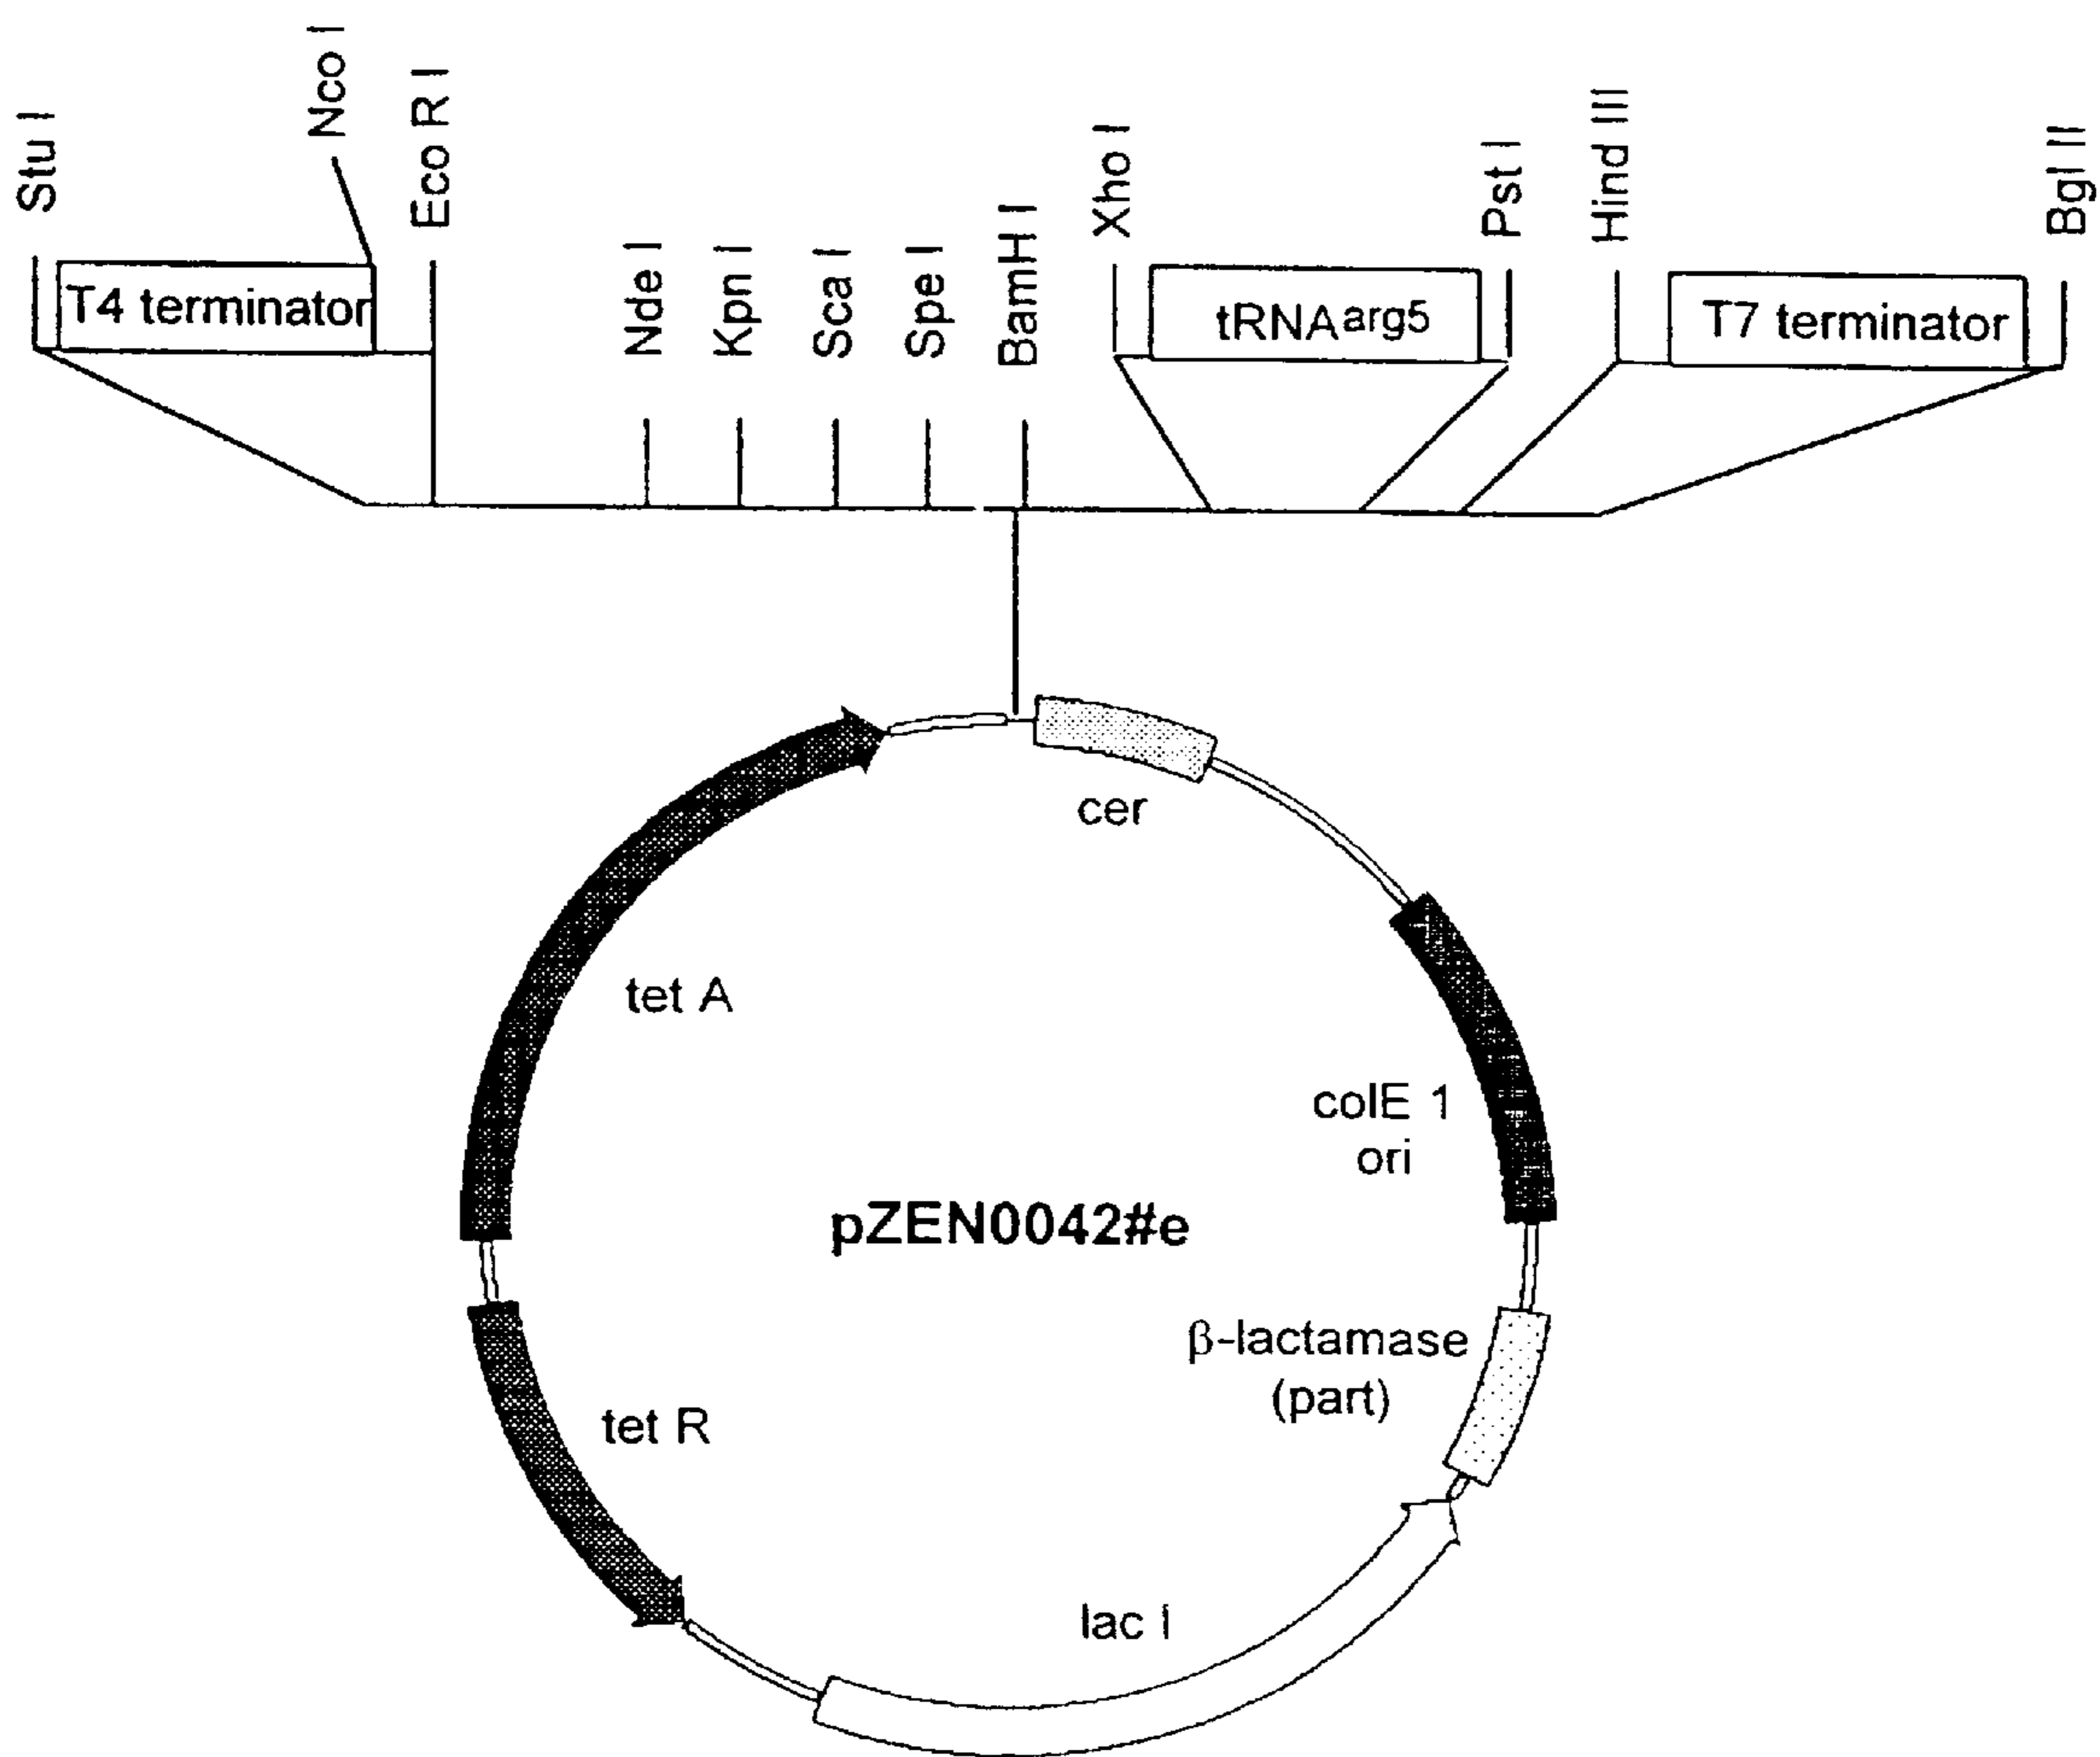 Stu I
Nco I
Eco R I
Nde I
Kpn I
Sca I
Spe I
BamH I
Xho I
Pst I
Hind III
Bgl II
T4 terminator
tRNAarg5
T7 terminator
cer
tet A
colE 1
ori
pZEN0042#e
β-lactamase
(part)
tet R
lac I